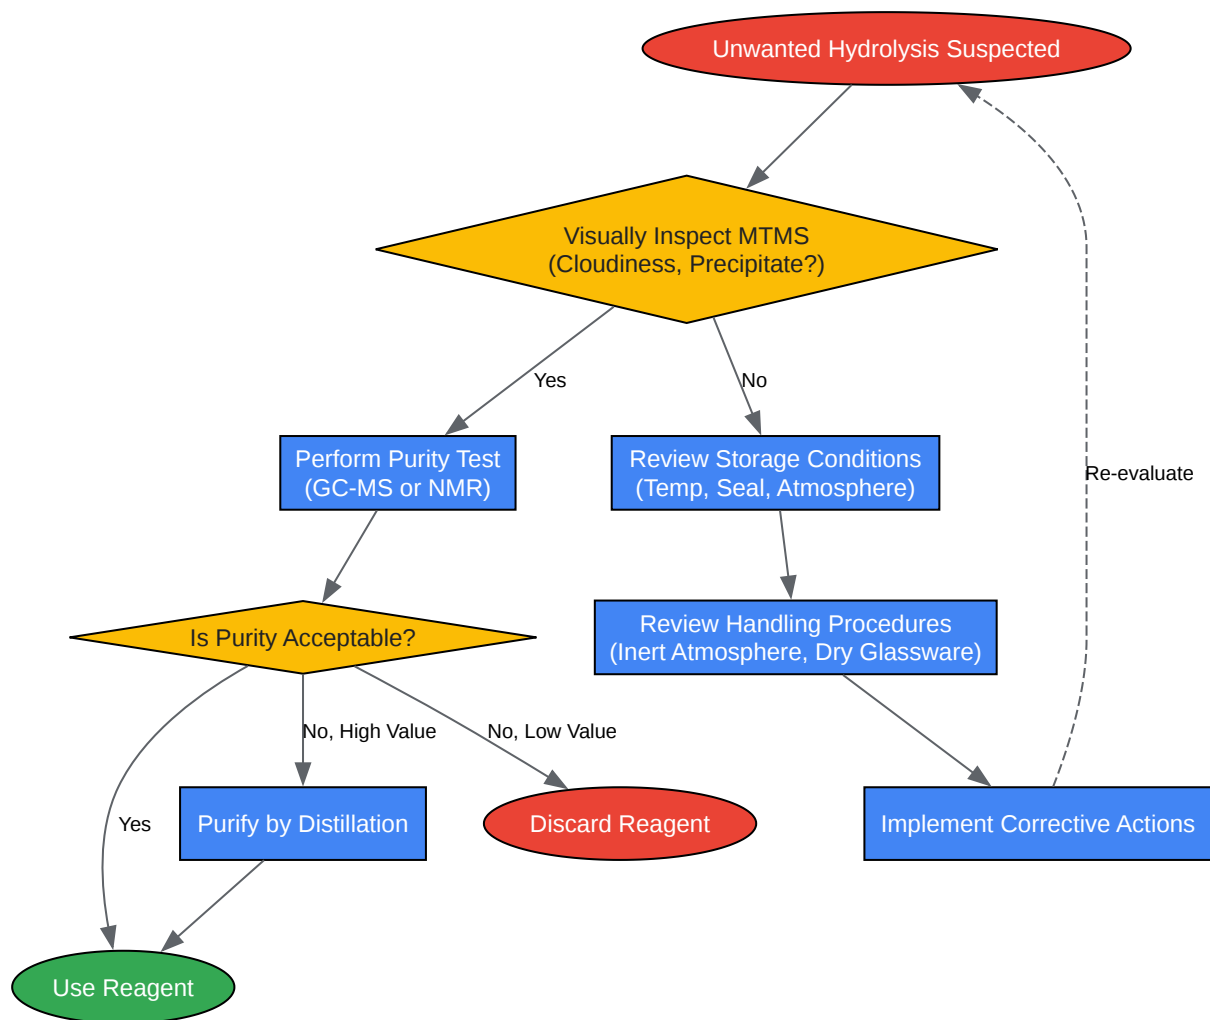 Unwanted Hydrolysis Suspected
Visually Inspect MTMS
(Cloudiness, Precipitate?)
Yes
No
Perform Purity Test
(GC-MS or NMR)
Review Storage Conditions
(Temp, Seal, Atmosphere)
Re-evaluate
Is Purity Acceptable?
Review Handling Procedures
(Inert Atmosphere, Dry Glassware)
No, High Value
No, Low Value
Yes
Purify by Distillation
Discard Reagent
Implement Corrective Actions
Use Reagent